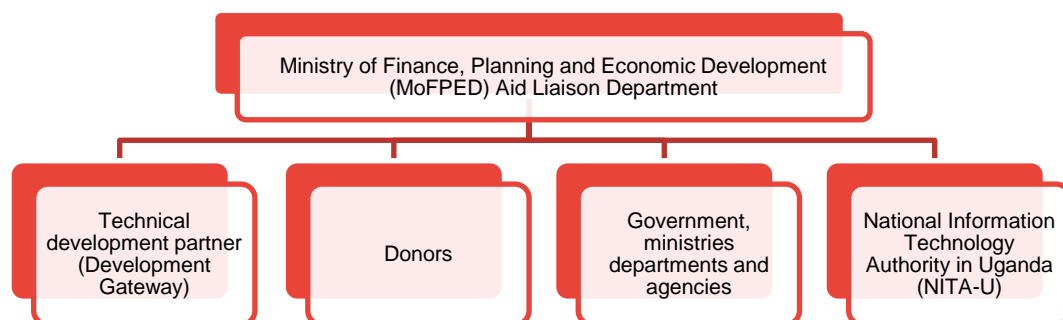 Ministry of Finance, Planning and Economic Development
(MoFPED) Aid Liaison Department
Technical
development partner
(Development
Gateway)
Donors
Government,
ministries
departments and
agencies
National Information
Technology
Authority in Uganda
(NITA-U)